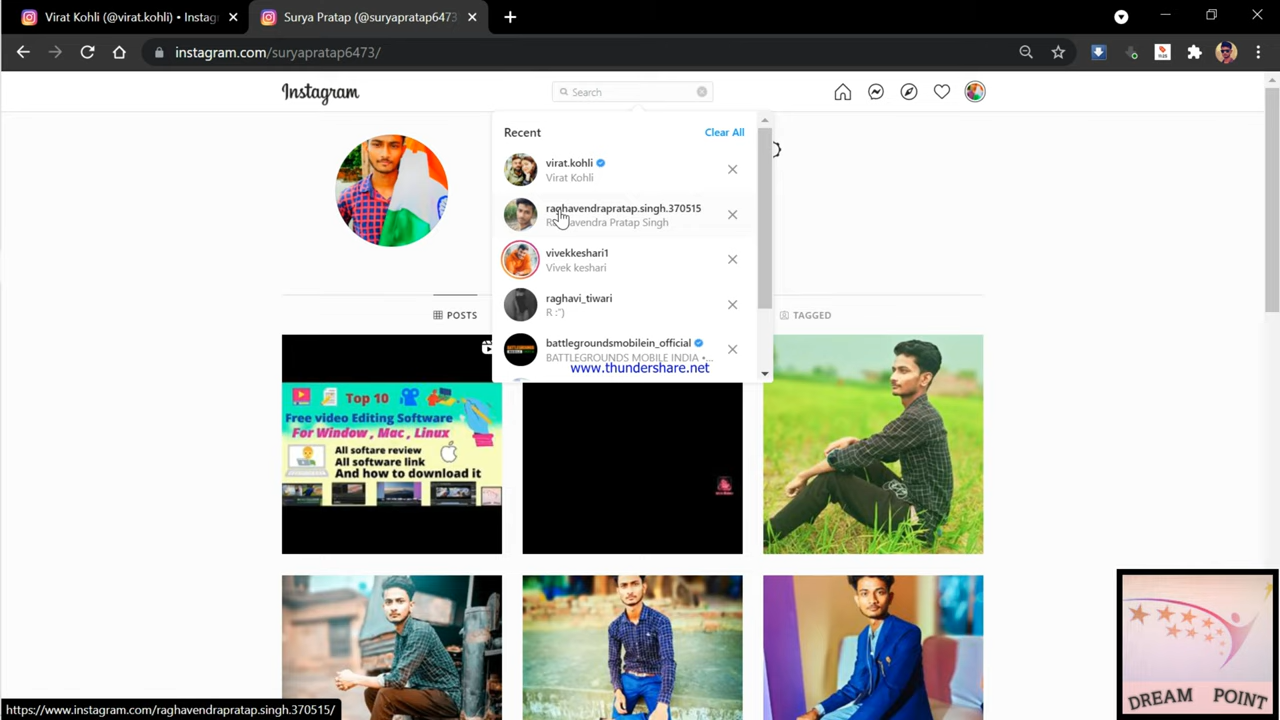 Virat Kohli (@virat.kohli) • Instag
Surya Pratap (@suryapratap6473
instagram.com/suryapratap6473/
Instagram
Search
Recent
Clear All
virat.kohli
Virat Kohli
raghavendrapratap.singh.370515
Pratap Singh
vivekkeshari1
Vivek keshari
raghavi_tiwari
R :")
battlegroundsmobilein_official
BATTLEGROUNDS MOBILE INDIA •...
www.thundershare.net
POSTS
TAGGED
Top 10
Free video Editing Software
For Window , Mac , Linux
All softare review
All software link
And how to download it
DREAM POINT
https://www.instagram.com/raghavendrapratap.singh.370515/